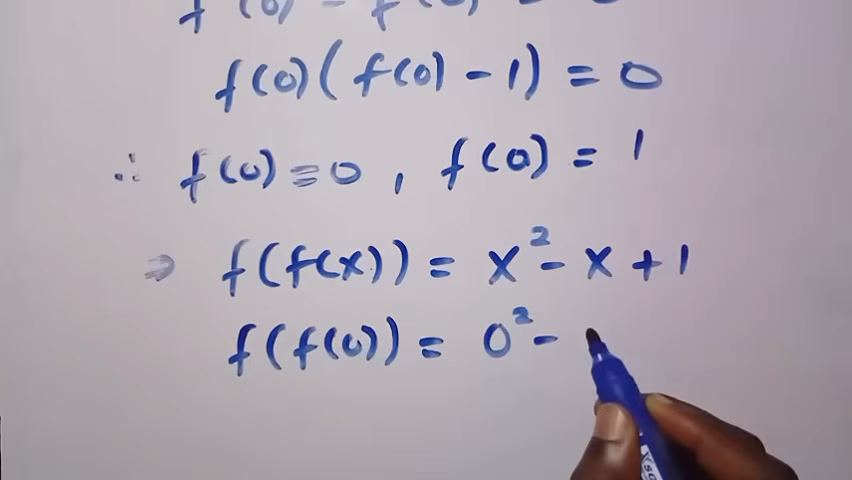 f(0)(f(0) - 1) = 0
∴ f(0) = 0 , f(0) = 1
⇒ f(f(x)) = x² - x + 1
f(f(0)) = 0² -